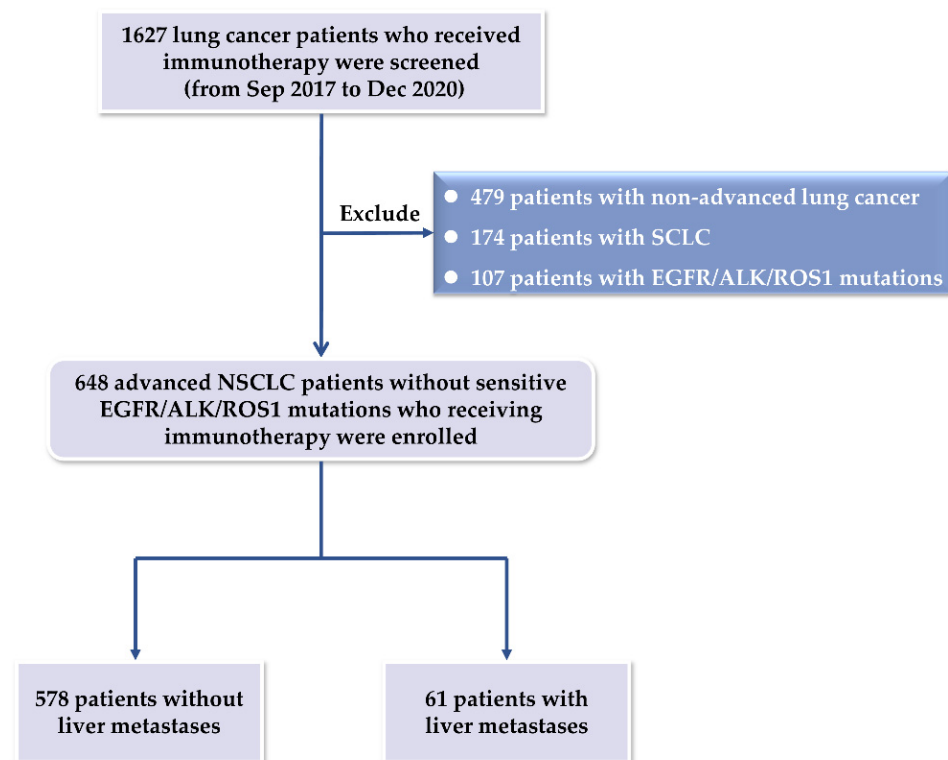 1627 lung cancer patients who received
immunotherapy were screened
(from Sep 2017 to Dec 2020)
Exclude
● 479 patients with non-advanced lung cancer
● 174 patients with SCLC
● 107 patients with EGFR/ALK/ROS1 mutations
648 advanced NSCLC patients without sensitive
EGFR/ALK/ROS1 mutations who receiving
immunotherapy were enrolled
578 patients without
liver metastases
61 patients with
liver metastases